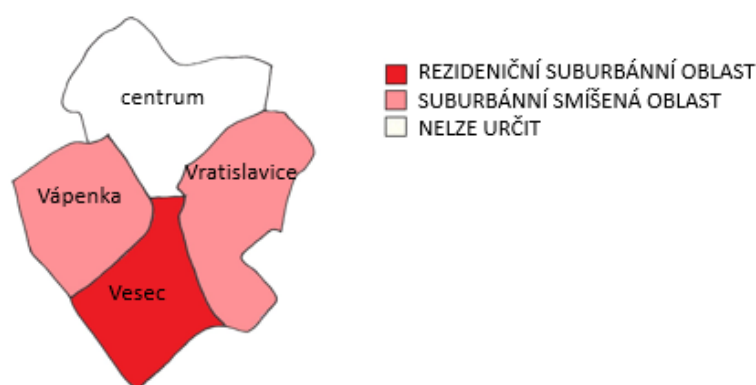 centrum
Vratislavice
Vápenka
Vesec
REZIDENIČNÍ SUBURBÁNNÍ OBLAST
SUBURBÁNNÍ SMÍŠENÁ OBLAST
NELZE URČIT